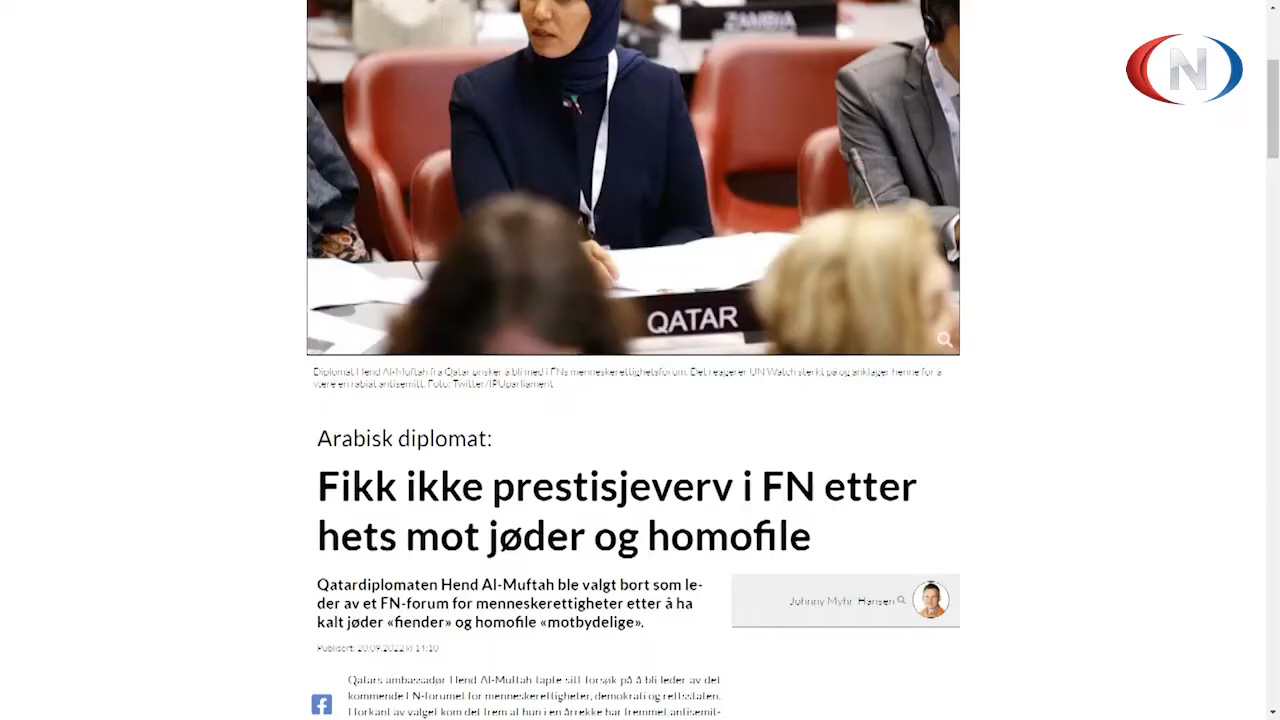 ZAMBIA
N
QATAR
Diplomat Hend Al-Muftah fra Qatar ønsker å bli med i FNs menneskerettighetsforum. Det reagerer UN Watch sterkt på og anklager henne for å
være en rabiat antisemitt. Foto: Twitter/IPUparliament
Arabisk diplomat:
Fikk ikke prestisjeverv i FN etter
hets mot jøder og homofile
Qatardiplomaten Hend Al-Muftah ble valgt bort som le-
der av et FN-forum for menneskerettigheter etter å ha
kalt jøder «fiender» og homofile «motbydelige».
Johnny Myhr Hansen
Publisert: 20.09.2022 kl 14:10
Qatars ambassadør Hend Al-Muftah tapte sitt forsøk på å bli leder av det
kommende FN-forumet for menneskerettigheter, demokrati og rettsstaten.
I forkant av valget kom det frem at hun i en årrekke har fremmet antisemit-